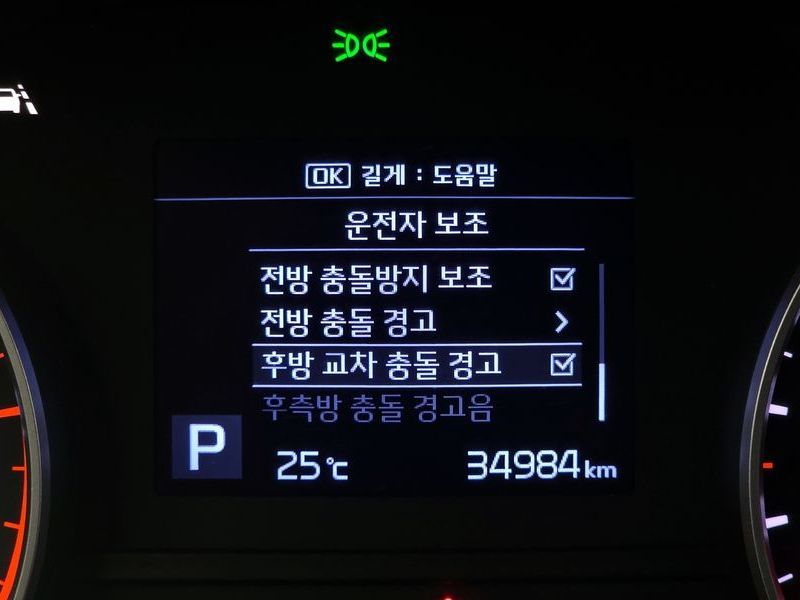 OK 길게 : 도움말
운전자 보조
전방 충돌방지 보조
전방 충돌 경고
후방 교차 충돌 경고
후측방 충돌 경고음
P
25℃ 34984 km